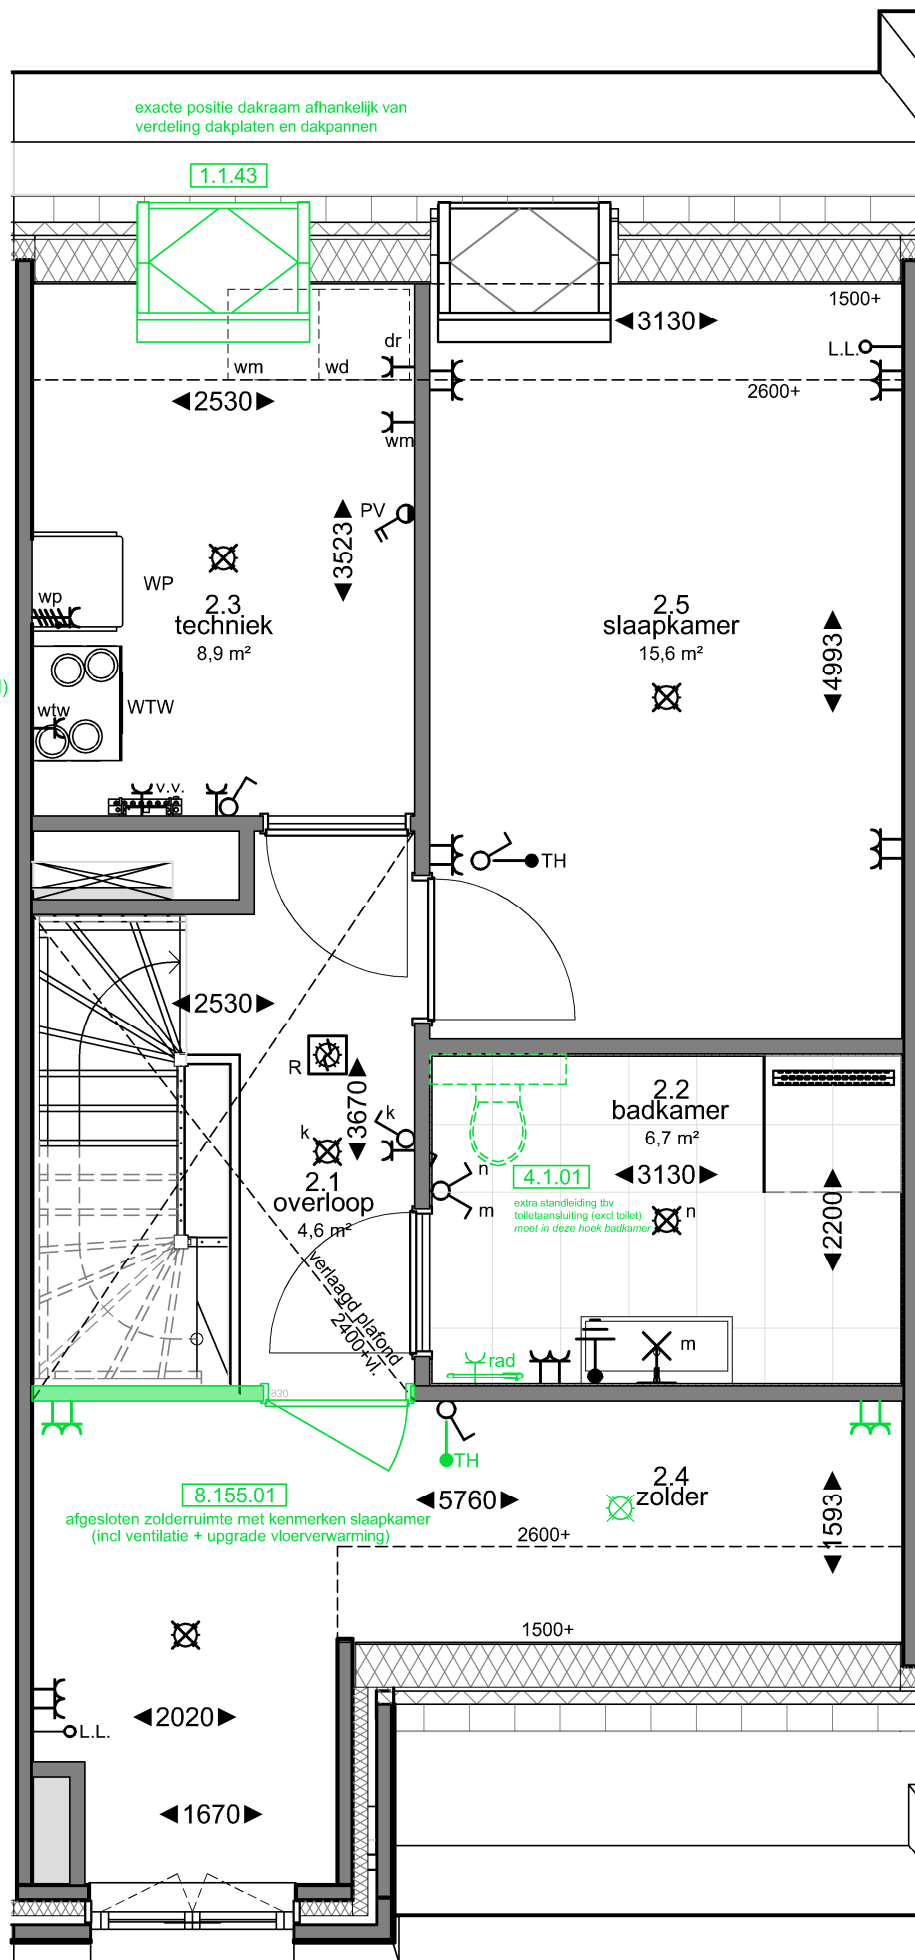 exacte positie dakraam afhankelijk van
verdeling dakplaten en dakpannen
1.1.43
1500+
3130
L.L.
dr
wm
wd
2600+
2530
wm
PV
3523
wp
WP
2.3
techniek
8,9 m²
2.5
slaapkamer
15,6 m²
4993
)
wtw
WTW
v.v.
TH
2530
R
3670
k
k
2.1
overloop
4,6 m²
verlaagd plafond
2400+vl.
2.2
badkamer
6,7 m²
n
m
4.1.01
3130
extra standleiding tbv
toiletaansluiting (excl toilet)
moet in deze hoek badkamer
n
2200
rad
m
830
TH
8.155.01
afgesloten zolderruimte met kenmerken slaapkamer
(incl ventilatie + upgrade vloerverwarming)
5760
2.4
zolder
1593
2600+
1500+
2020
L.L.
1670